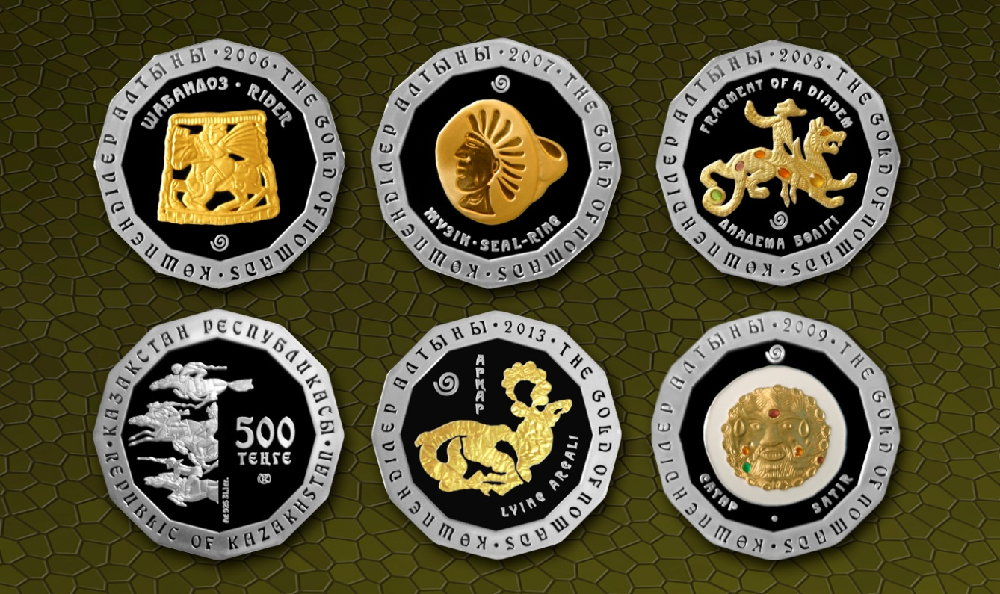 КӨШПЕНДІЛЕР АЛТЫНЫ · 2006 · THE GOLD OF NOMADS ·
ШАБАНДОЗ · RIDER
КӨШПЕНДІЛЕР АЛТЫНЫ · 2007 · THE GOLD OF NOMADS ·
ЖҮЗІК · SEAL-RING
КӨШПЕНДІЛЕР АЛТЫНЫ · 2008 · THE GOLD OF NOMADS ·
FRAGMENT OF A DIADEM
ДИАДЕМА БӨЛІГІ
ҚАЗАҚСТАН РЕСПУБЛИКАСЫ · REPUBLIC OF KAZAKHSTAN ·
500
ТЕҢГЕ
Ag 925 31,1 гр.
КӨШПЕНДІЛЕР АЛТЫНЫ · 2013 · THE GOLD OF NOMADS ·
АРҚАР
LYING ARGALI
КӨШПЕНДІЛЕР АЛТЫНЫ · 2009 · THE GOLD OF NOMADS ·
САТИР • SATIR